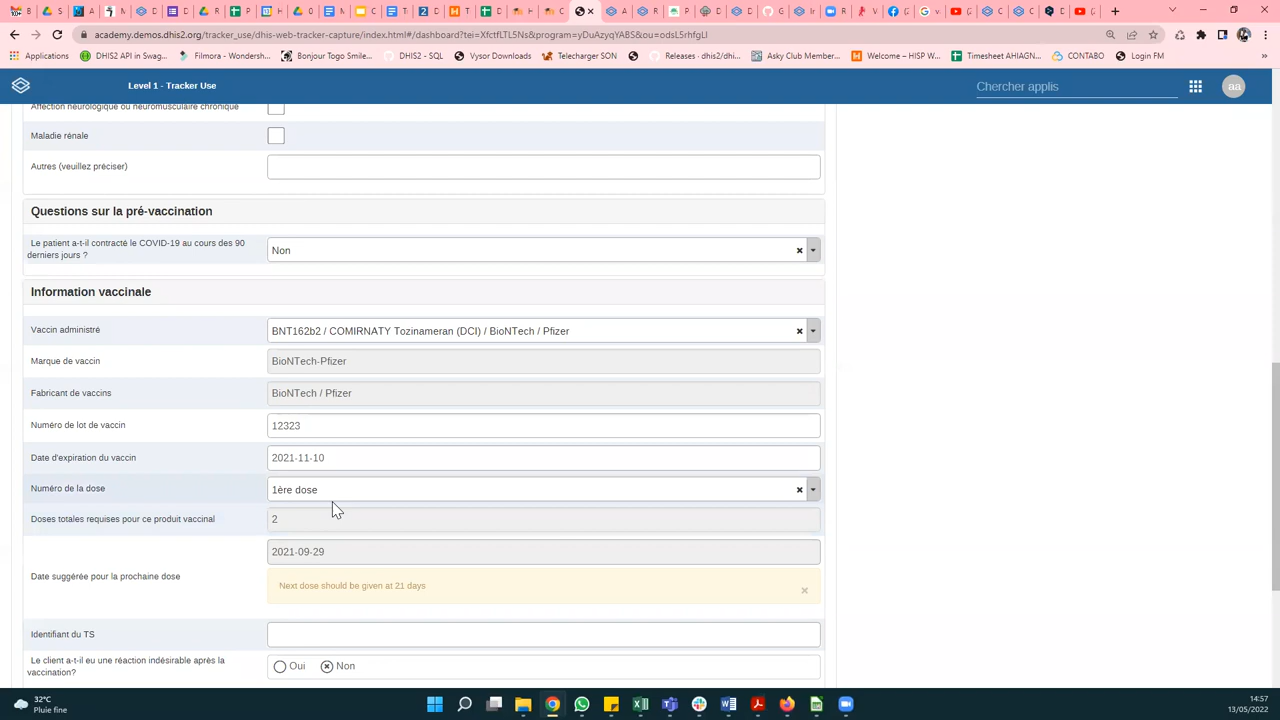 academy.demos.dhis2.org/tracker_use/dhis-web-tracker-capture/index.html#/dashboard?tei=XfctfLTL5Ns&program=yDuAzyqYABS&ou=odsL5rhfgLl
Applications
DHIS2 API in Swag...
Filmora - Wondersh...
Bonjour Togo Smile...
DHIS2 - SQL
Vysor Downloads
Telecharger SON
Releases · dhis2/dhi...
Asky Club Member...
Welcome – HISP W...
Timesheet AHIAGN...
CONTABO
Login FM
Level 1 - Tracker Use
Chercher applis
aa
Affection neurologique ou neuromusculaire chronique
Maladie rénale
Autres (veuillez préciser)
Questions sur la pré-vaccination
Le patient a-t-il contracté le COVID-19 au cours des 90
derniers jours ?
Non
Information vaccinale
Vaccin administré
BNT162b2 / COMIRNATY Tozinameran (DCI) / BioNTech / Pfizer
Marque de vaccin
BioNTech-Pfizer
Fabricant de vaccins
BioNTech / Pfizer
Numéro de lot de vaccin
12323
Date d'expiration du vaccin
2021-11-10
Numéro de la dose
1ère dose
Doses totales requises pour ce produit vaccinal
2
2021-09-29
Date suggérée pour la prochaine dose
Next dose should be given at 21 days
Identifiant du TS
Le client a-t-il eu une réaction indésirable après la
vaccination?
Oui
Non
32°C
Pluie fine
14:57
13/05/2022